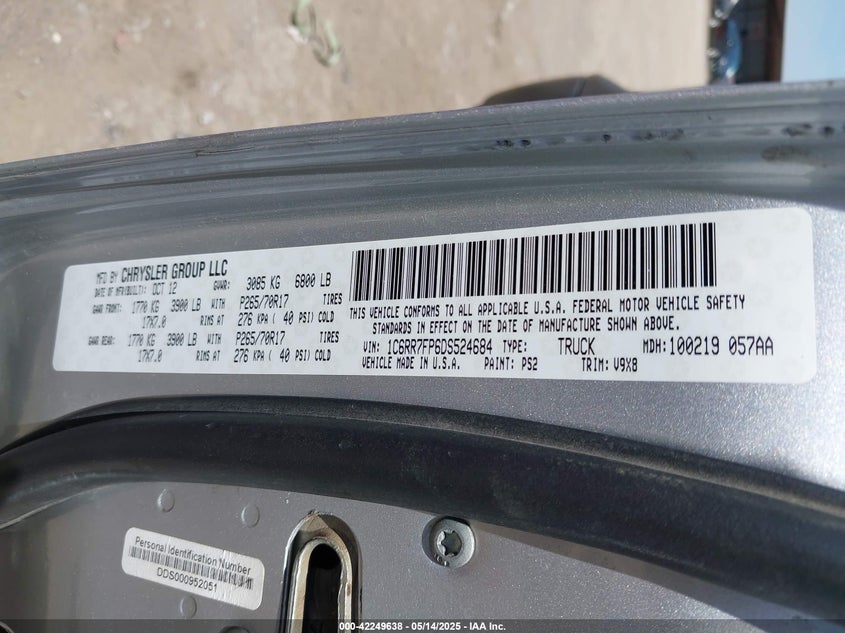 MFD BY CHRYSLER GROUP LLC
DATE OF MFR(BUILT): OCT 12 GVWR: 3085 KG 6800 LB
GAWR FRONT: 1770 KG 3900 LB WITH P265/70R17 TIRES
17X7.0 RIMS AT 276 KPA ( 40 PSI) COLD
GAWR REAR: 1770 KG 3900 LB WITH P265/70R17 TIRES
17X7.0 RIMS AT 276 KPA ( 40 PSI) COLD
THIS VEHICLE CONFORMS TO ALL APPLICABLE U.S.A. FEDERAL MOTOR VEHICLE SAFETY
STANDARDS IN EFFECT ON THE DATE OF MANUFACTURE SHOWN ABOVE.
VIN: 1C6RR7FP6DS524684 TYPE: TRUCK MDH: 100219 057AA
VEHICLE MADE IN U.S.A. PAINT: PS2 TRIM: V9X8
Personal Identification Number
DDS000952051
000-42249638 - 05/14/2025 - IAA Inc.